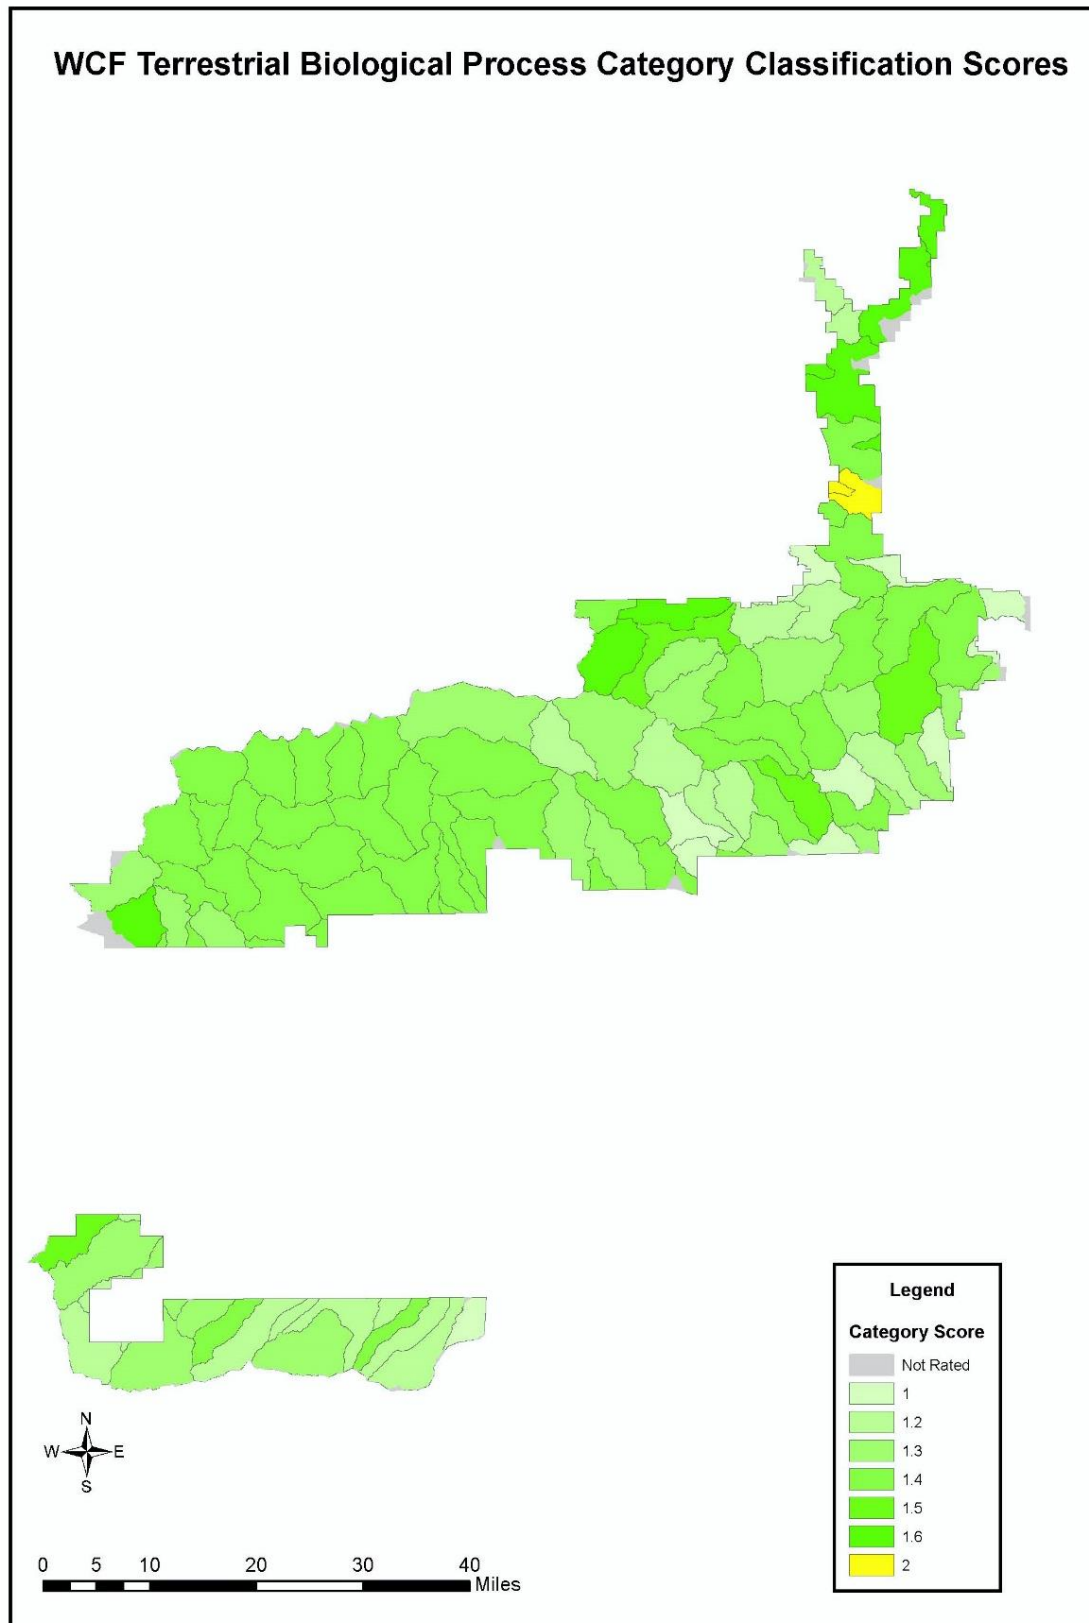 WCF Terrestrial Biological Process Category Classification Scores
Legend
Category Score
Not Rated
1
1.2
1.3
1.4
1.5
1.6
2
N
W E
S
0 5 10 20 30 40
Miles